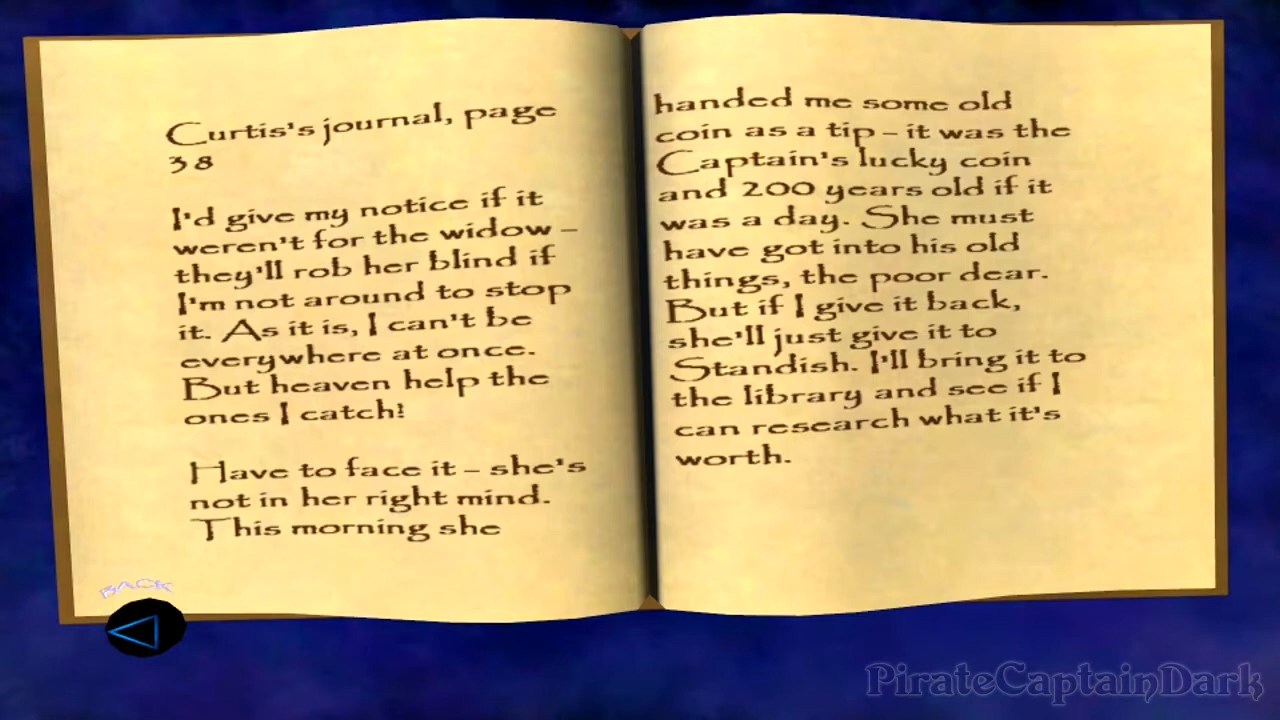 Curtis's journal, page
38
I'd give my notice if it
weren't for the widow –
they'll rob her blind if
I'm not around to stop
it. As it is, I can't be
everywhere at once.
But heaven help the
ones I catch!
Have to face it – she's
not in her right mind.
This morning she
handed me some old
coin as a tip – it was the
Captain's lucky coin
and 200 years old if it
was a day. She must
have got into his old
things, the poor dear.
But if I give it back,
she'll just give it to
Standish. I'll bring it to
the library and see if I
can research what it's
worth.
BACK
PirateCaptainDark